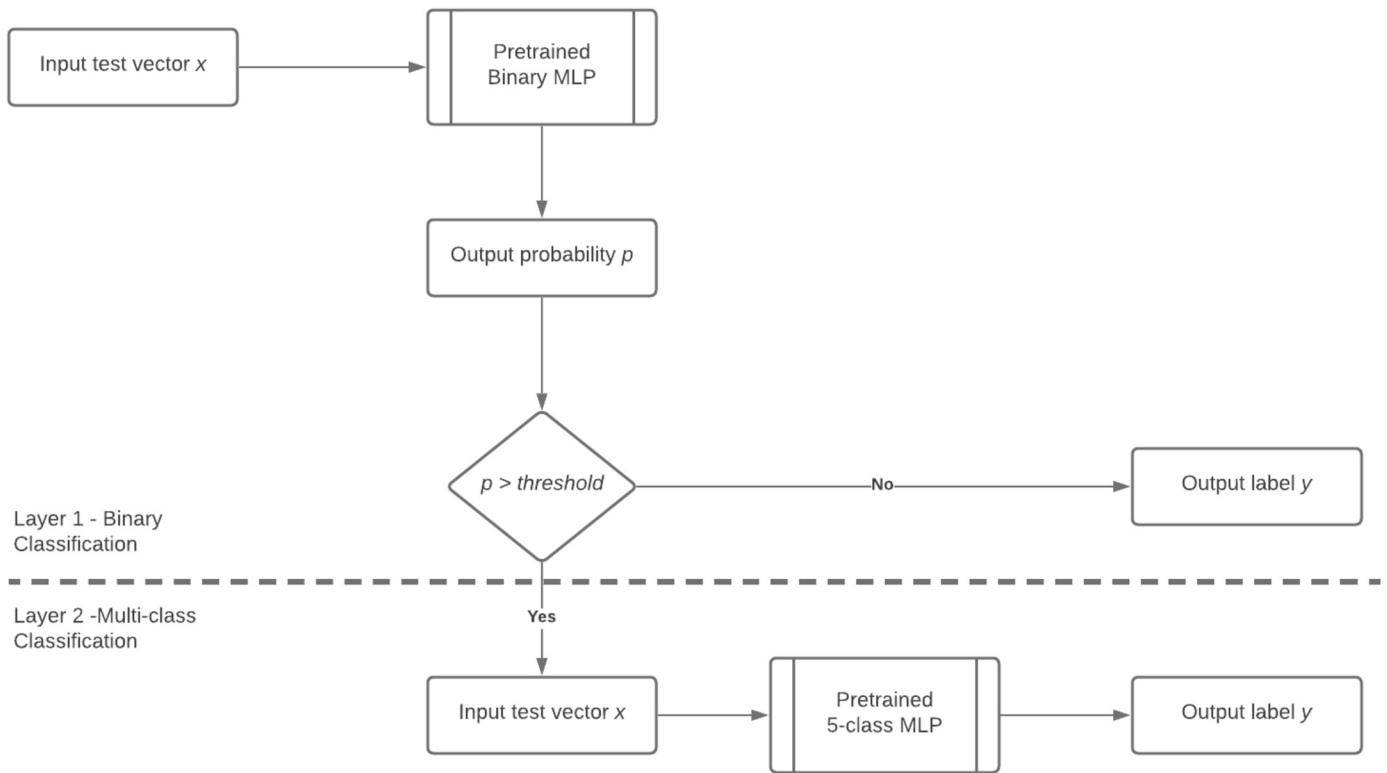 Input test vector x
Pretrained
Binary MLP
Output probability p
p > threshold
No
Output label y
Layer 1 - Binary
Classification
Layer 2 -Multi-class
Classification
Yes
Input test vector x
Pretrained
5-class MLP
Output label y